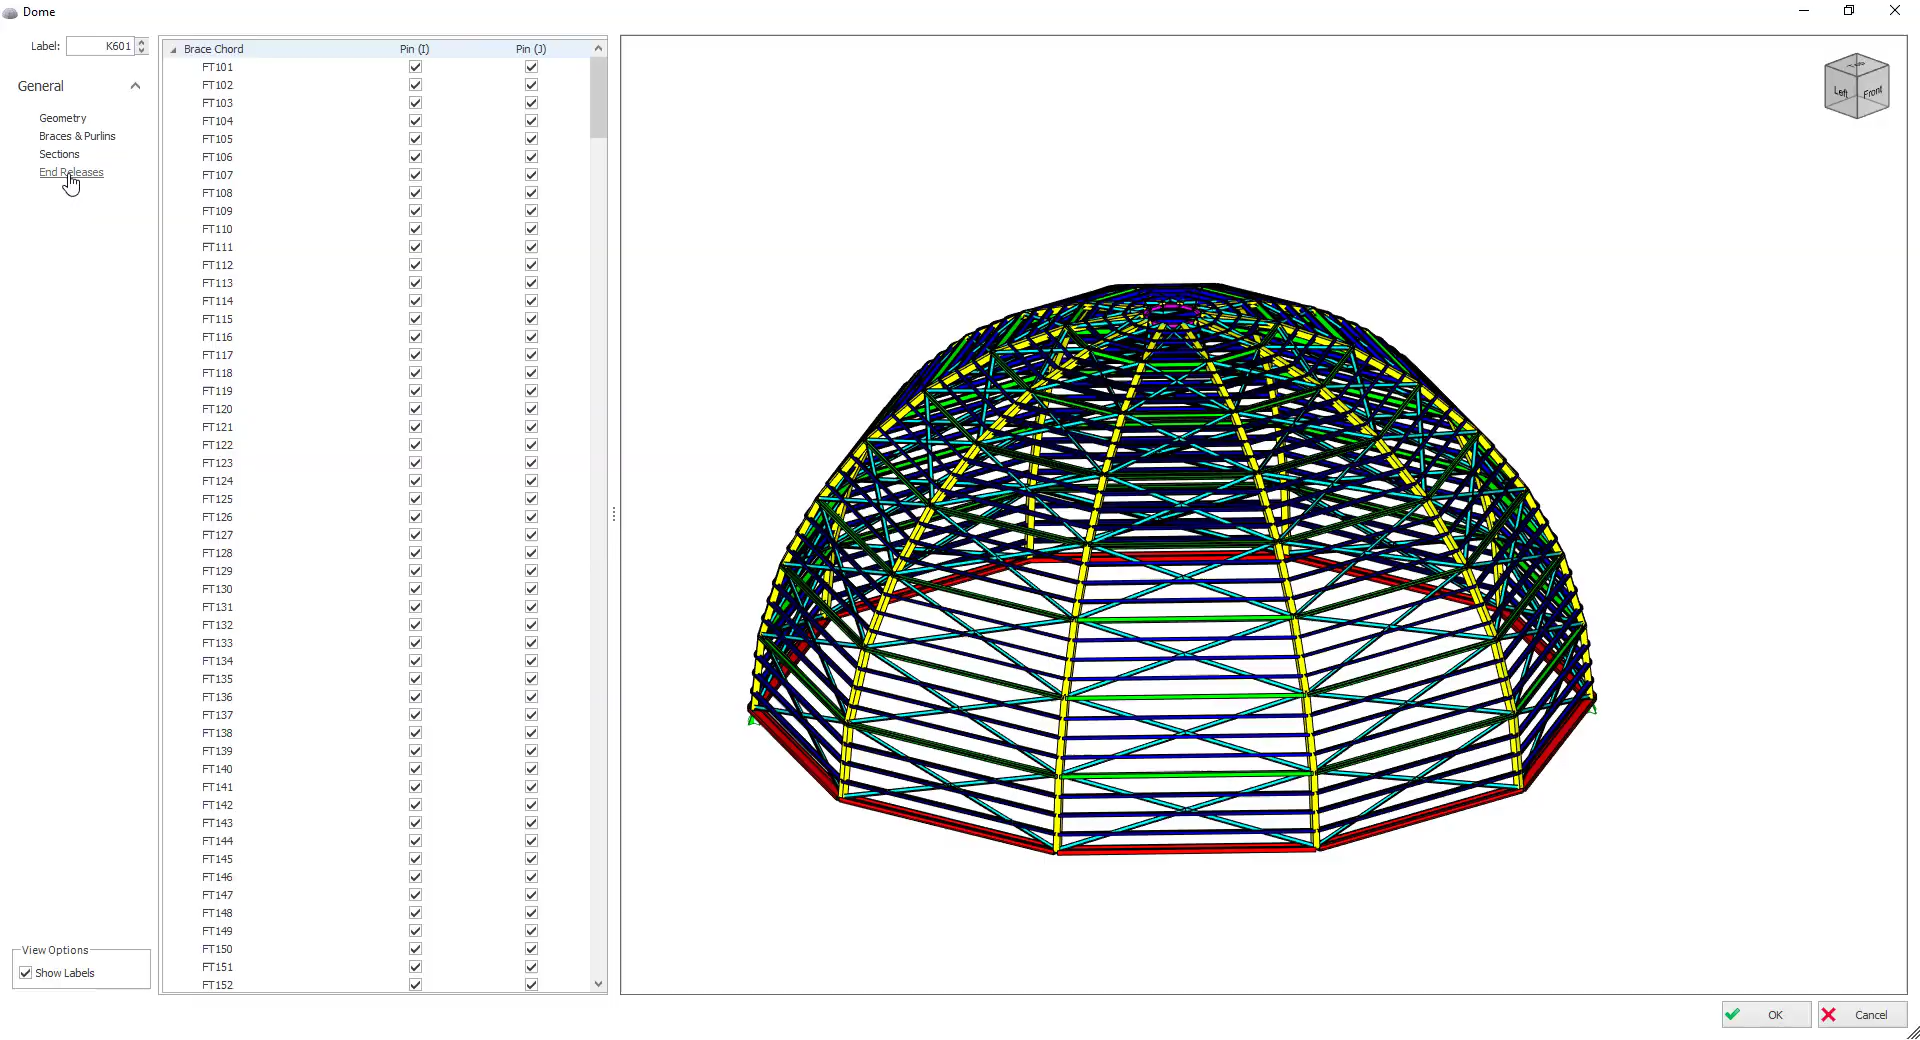 Dome
Label: K601
General
Geometry
Braces & Purlins
Sections
End Releases
View Options
Show Labels
Brace Chord Pin (I) Pin (J)
FT101
FT102
FT103
FT104
FT105
FT106
FT107
FT108
FT109
FT110
FT111
FT112
FT113
FT114
FT115
FT116
FT117
FT118
FT119
FT120
FT121
FT122
FT123
FT124
FT125
FT126
FT127
FT128
FT129
FT130
FT131
FT132
FT133
FT134
FT135
FT136
FT137
FT138
FT139
FT140
FT141
FT142
FT143
FT144
FT145
FT146
FT147
FT148
FT149
FT150
FT151
FT152
Top
Left Front
OK Cancel